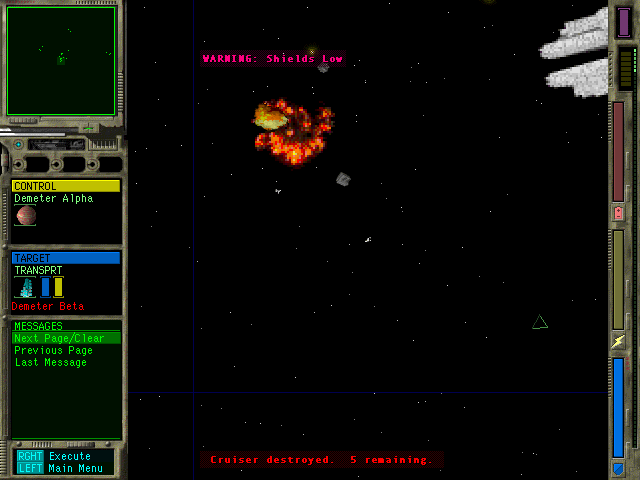 WARNING: Shields Low
CONTROL
Demeter Alpha
TARGET
TRANSPRT
Demeter Beta
MESSAGES
Next Page/Clear
Previous Page
Last Message
RGHT Execute
LEFT Main Menu
Cruiser destroyed. 5 remaining.